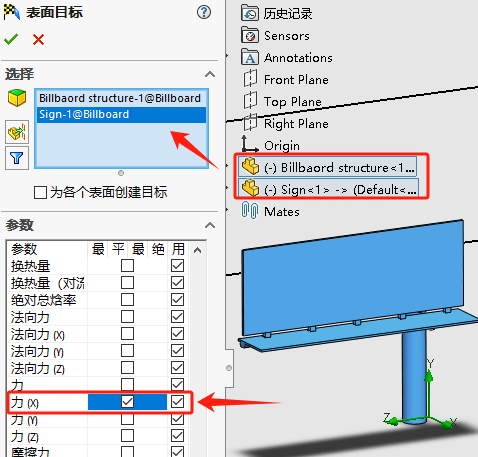 表面目标
选择
Billbaord structure-1@Billboard
Sign-1@Billboard
为各个表面创建目标
参数
参数 最 平 最 绝 用
换热量
换热量（对流
绝对总焓率
法向力
法向力 (X)
法向力 (Y)
法向力 (Z)
力
力 (X)
力 (Y)
力 (Z)
摩擦力
历史记录
Sensors
Annotations
Front Plane
Top Plane
Right Plane
Origin
(-) Billbaord structure<1...
(-) Sign<1> -> (Default<...
Mates
Y
Z
X